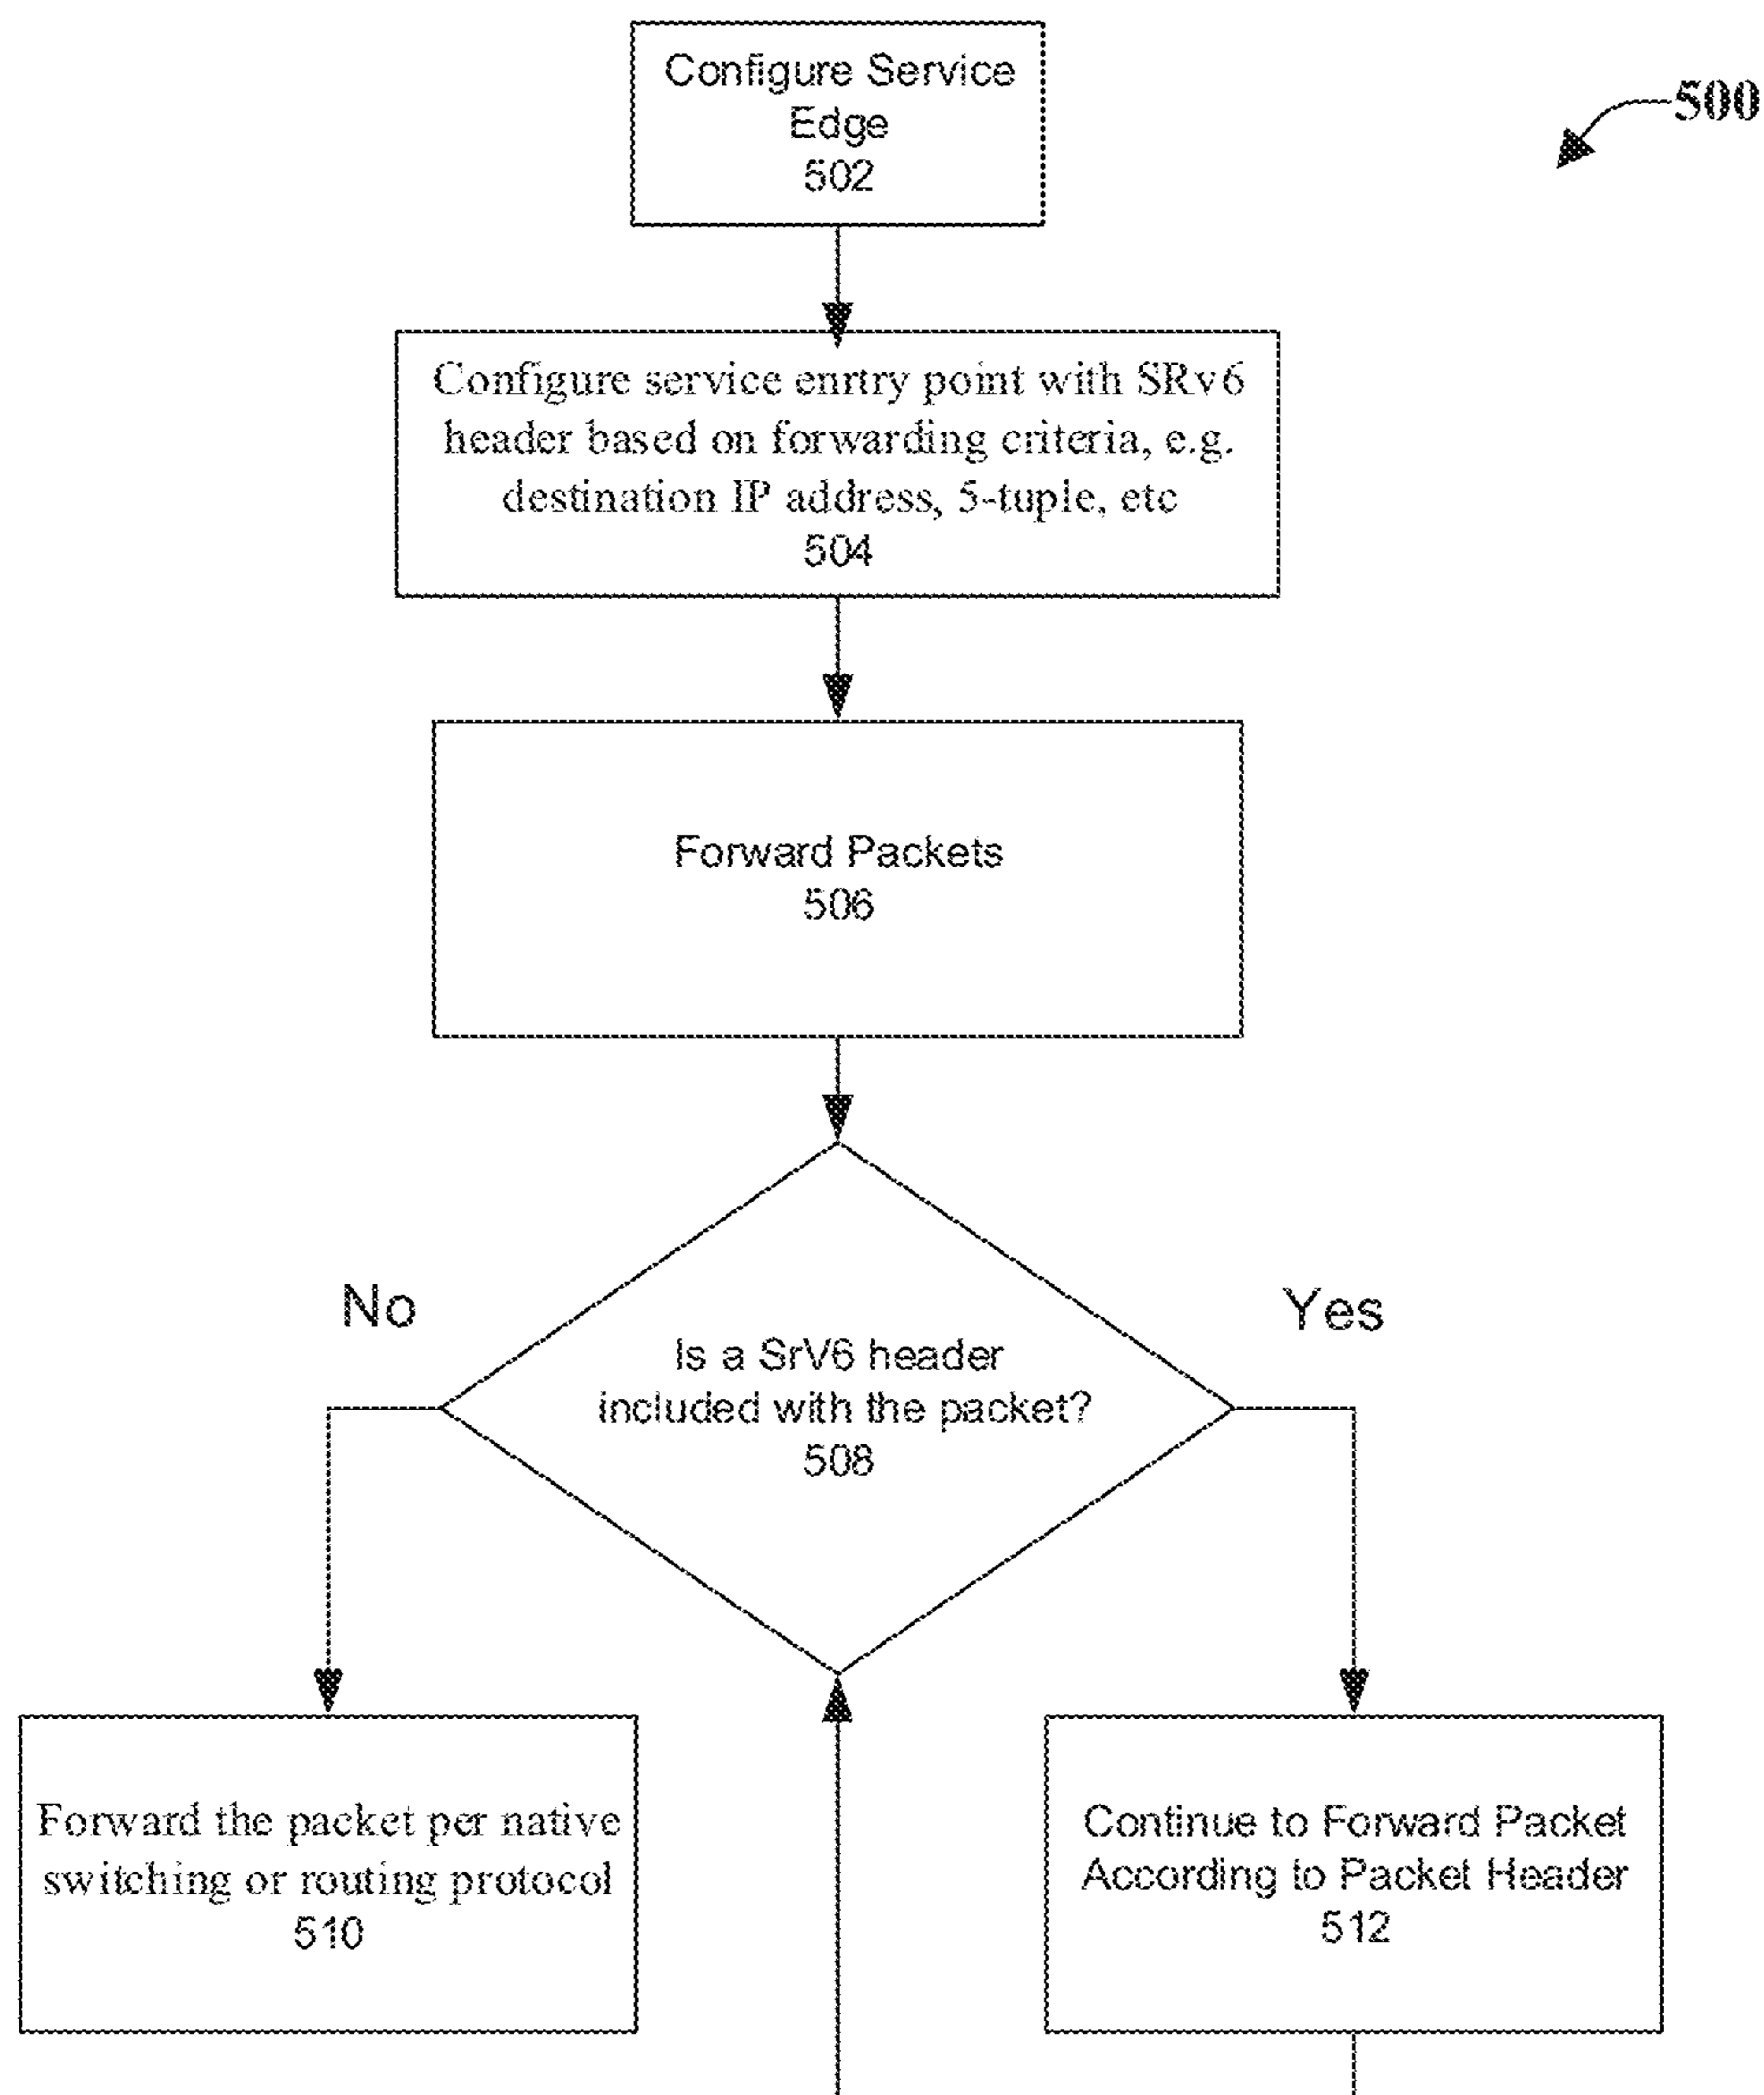 Configure Service
Edge
502
500
Configure service enrtry point with SRv6
header based on forwarding criteria, e.g.
destination IP address, 5-tuple, etc
504
Forward Packets
506
No
Yes
Is a SrV6 header
included with the packet?
508
Forward the packet per native
switching or routing protocol
510
Continue to Forward Packet
According to Packet Header
512